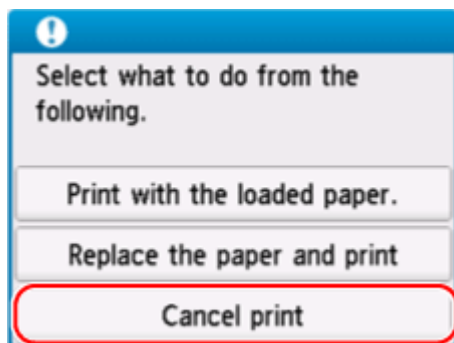 Select what to do from the
following.
Print with the loaded paper.
Replace the paper and print
Cancel print